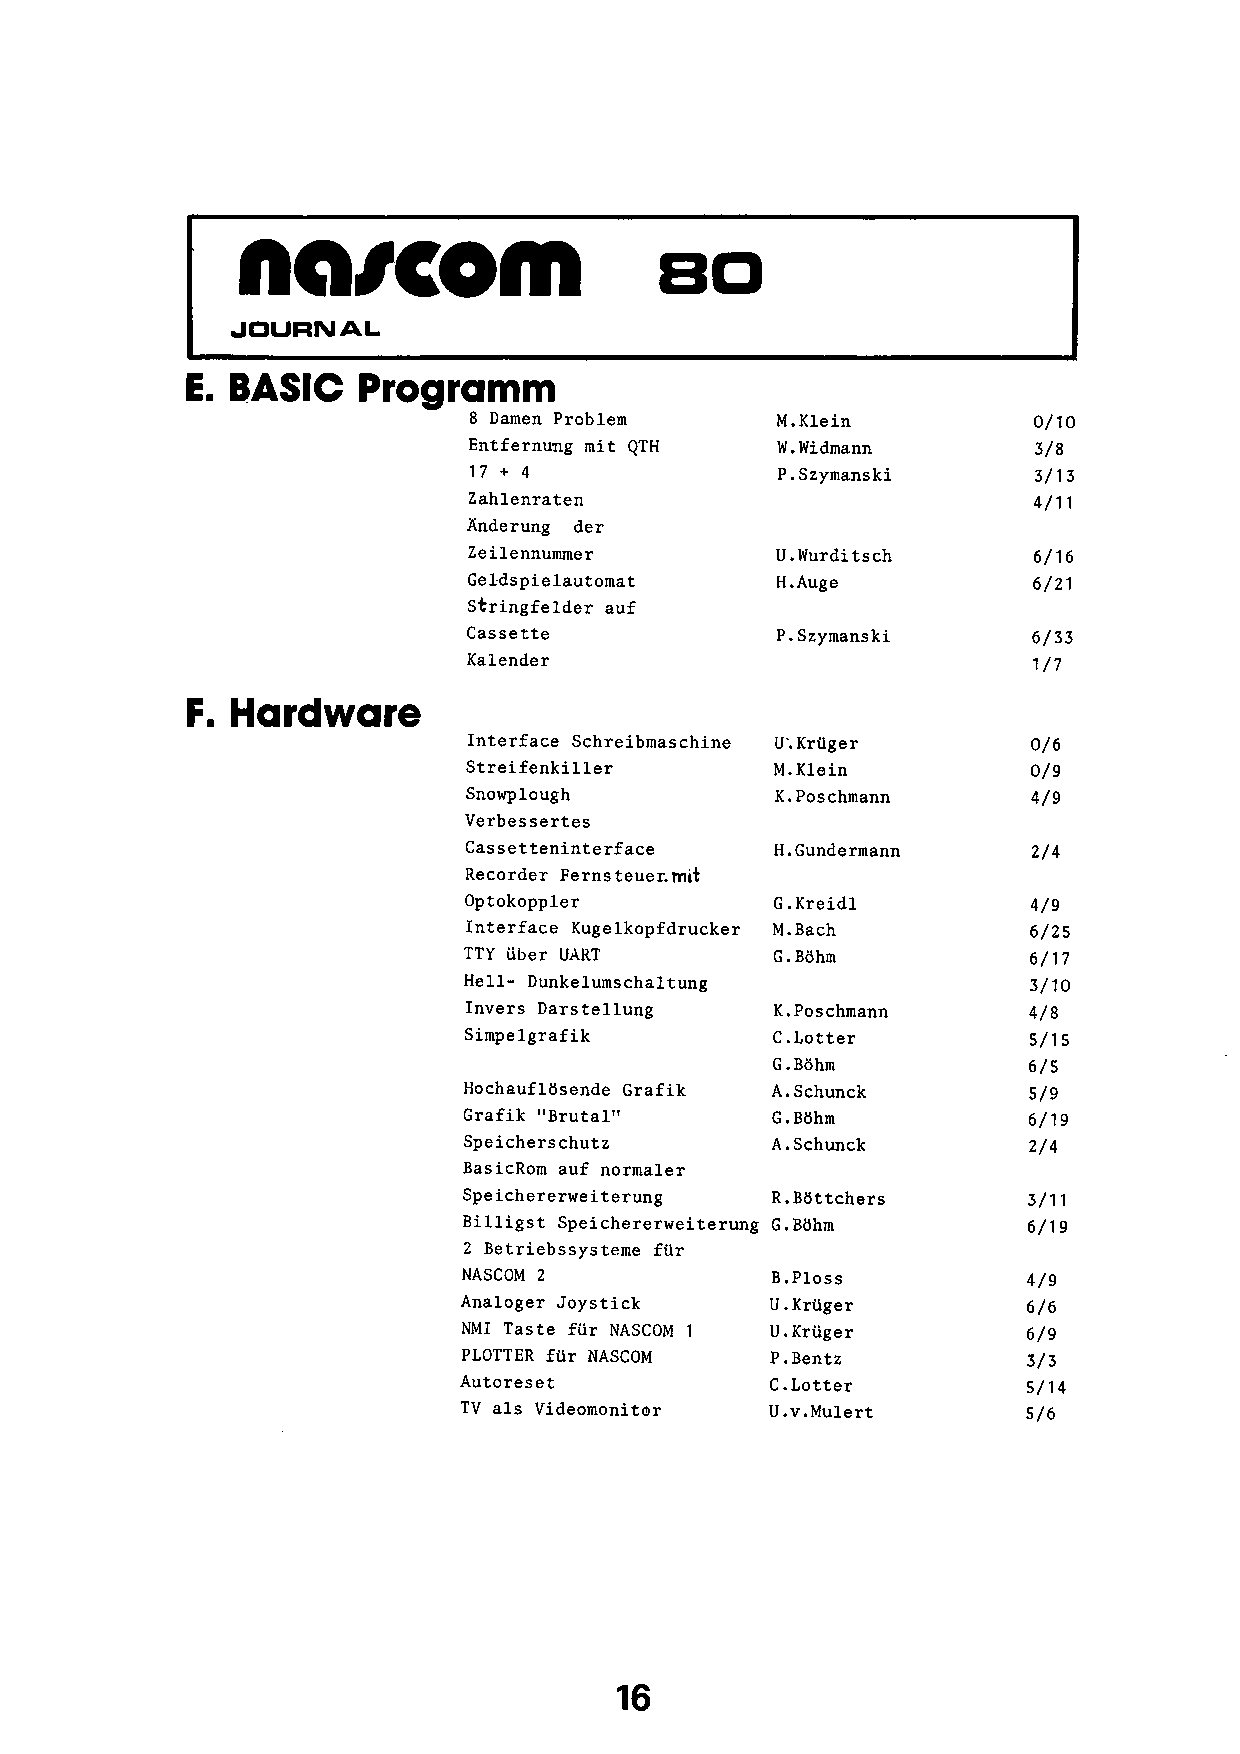 nascom 80
JOURNAL
E. BASIC Programm
8 Damen Problem M.Klein 0/10
Entfernung mit QTH W.Widmann 3/8
17 + 4 P.Szymanski 3/13
Zahlenraten 4/11
Änderung der
Zeilennummer U.Wurditsch 6/16
Geldspielautomat H.Auge 6/21
Stringfelder auf
Cassette P.Szymanski 6/33
Kalender 1/7
F. Hardware
Interface Schreibmaschine U.Krüger 0/6
Streifenkiller M.Klein 0/9
Snowplough K.Poschmann 4/9
Verbessertes
Cassetteninterface H.Gundermann 2/4
Recorder Fernsteuer.mit
Optokoppler G.Kreidl 4/9
Interface Kugelkopfdrucker M.Bach 6/25
TTY über UART G.Böhm 6/17
Hell- Dunkelumschaltung 3/10
Invers Darstellung K.Poschmann 4/8
Simpelgrafik C.Lotter 5/15
G.Böhm 6/5
Hochauflösende Grafik A.Schunck 5/9
Grafik "Brutal" G.Böhm 6/19
Speicherschutz A.Schunck 2/4
BasicRom auf normaler
Speichererweiterung R.Böttchers 3/11
Billigst Speichererweiterung G.Böhm 6/19
2 Betriebssysteme für
NASCOM 2 B.Ploss 4/9
Analoger Joystick U.Krüger 6/6
NMI Taste für NASCOM 1 U.Krüger 6/9
PLOTTER für NASCOM P.Bentz 3/3
Autoreset C.Lotter 5/14
TV als Videomonitor U.v.Mulert 5/6
16